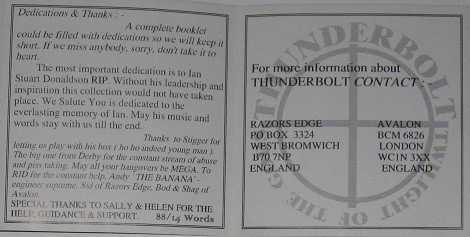 Dedications & Thanks : -
A complete booklet
could be filled with dedications so we will keep it
short. If we miss anybody, sorry, don't take it to
heart.
The most important dedication is to Ian
Stuart Donaldson RIP. Without his leadership and
inspiration this collection would not have taken
place. We Salute You is dedicated to the
everlasting memory of Ian. May his music and
words stay with us till the end.
Thanks to Stigger for
letting us play with his box ( ho ho indeed young man ).
The big one from Derby for the constant stream of abuse
and piss taking. May all your hangovers be MEGA. To
RID for the constant help, Andy " THE BANANA" -
engineer supreme. Sid of Razors Edge, Bod & Shag of
Avalon.
SPECIAL THANKS TO SALLY & HELEN FOR THE
HELP, GUIDANCE & SUPPORT. 88/14 Words
For more information about
THUNDERBOLT CONTACT : -
RAZORS EDGE
PO BOX 3324
WEST BROMWICH
B70 7NP
ENGLAND
AVALON
BCM 6826
LONDON
WC1N 3XX
ENGLAND
THUNDERBOLT
TWILIGHT OF THE G